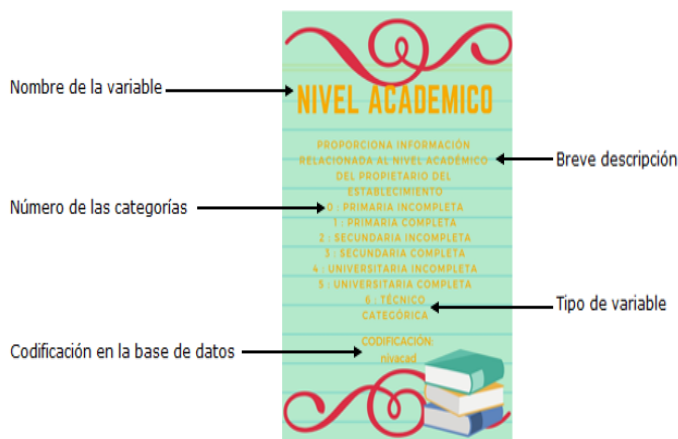 Nombre de la variable
NIVEL ACADEMICO
PROPORCIONA INFORMACIÓN
RELACIONADA AL NIVEL ACADÉMICO
DEL PROPIETARIO DEL
ESTABLECIMIENTO
Breve descripción
Número de las categorías
0 : PRIMARIA INCOMPLETA
1 : PRIMARIA COMPLETA
2 : SECUNDARIA INCOMPLETA
3 : SECUNDARIA COMPLETA
4 : UNIVERSITARIA INCOMPLETA
5 : UNIVERSITARIA COMPLETA
6 : TÉCNICO
CATEGÓRICA
Tipo de variable
Codificación en la base de datos
CODIFICACIÓN:
nivacad